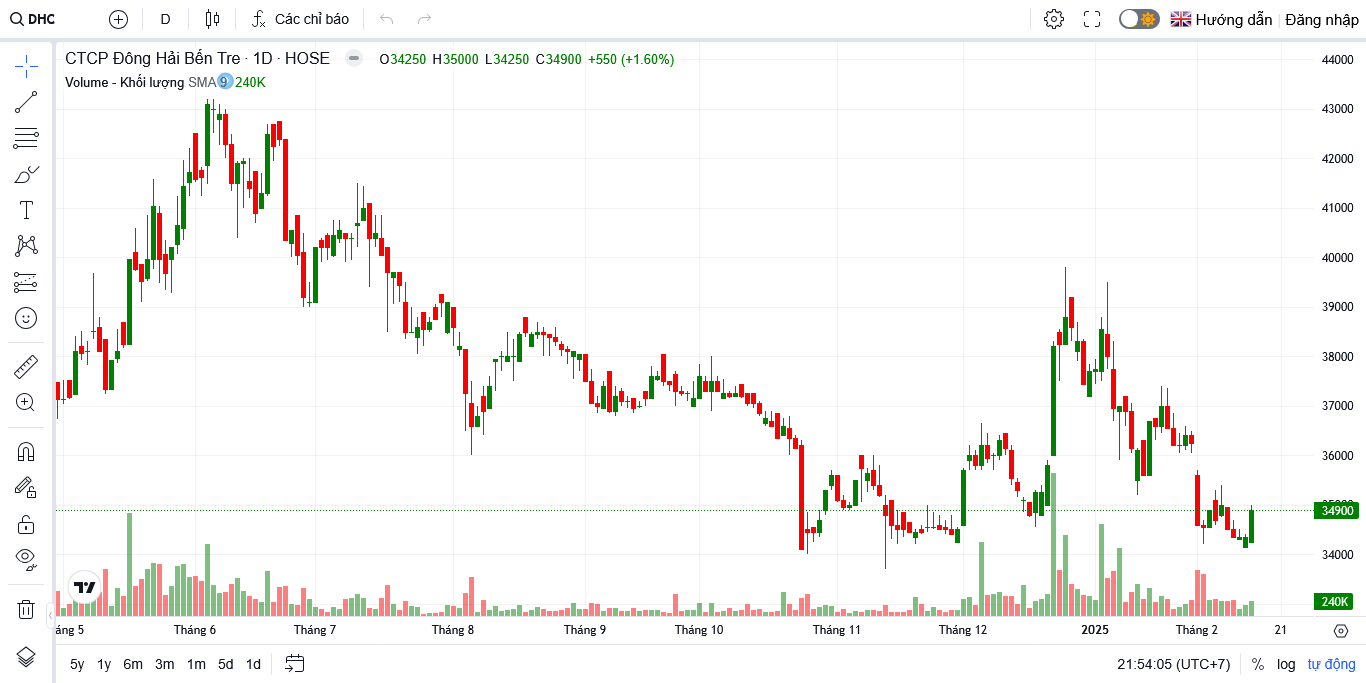 DHC D Các chỉ báo Hướng dẫn Đăng nhập
CTCP Đông Hải Bến Tre · 1D · HOSE O34250 H35000 L34250 C34900 +550 (+1.60%)
Volume - Khối lượng SMA 9 240K
44000
43000
42000
41000
40000
39000
38000
37000
36000
34900
34000
240K
áng 5 Tháng 6 Tháng 7 Tháng 8 Tháng 9 Tháng 10 Tháng 11 Tháng 12 2025 Tháng 2 21
5y 1y 6m 3m 1m 5d 1d 21:54:05 (UTC+7) % log tự động